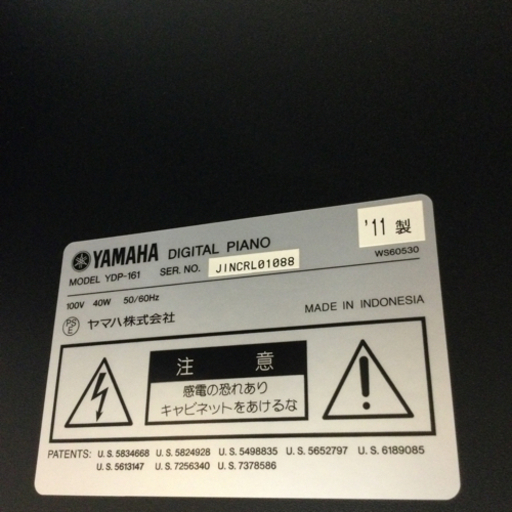 '11 製
YAMAHA DIGITAL PIANO
WS60530
MODEL YDP-161 SER. NO. JINCRL01088
100V 40W 50/60Hz
MADE IN INDONESIA
PSE ヤマハ株式会社
注 意
感電の恐れあり
キャビネットをあけるな
PATENTS: U.S.5834668 U.S.5824928 U.S.5498835 U.S.5652797 U.S.6189085
U.S.5613147 U.S.7256340 U.S.7378586